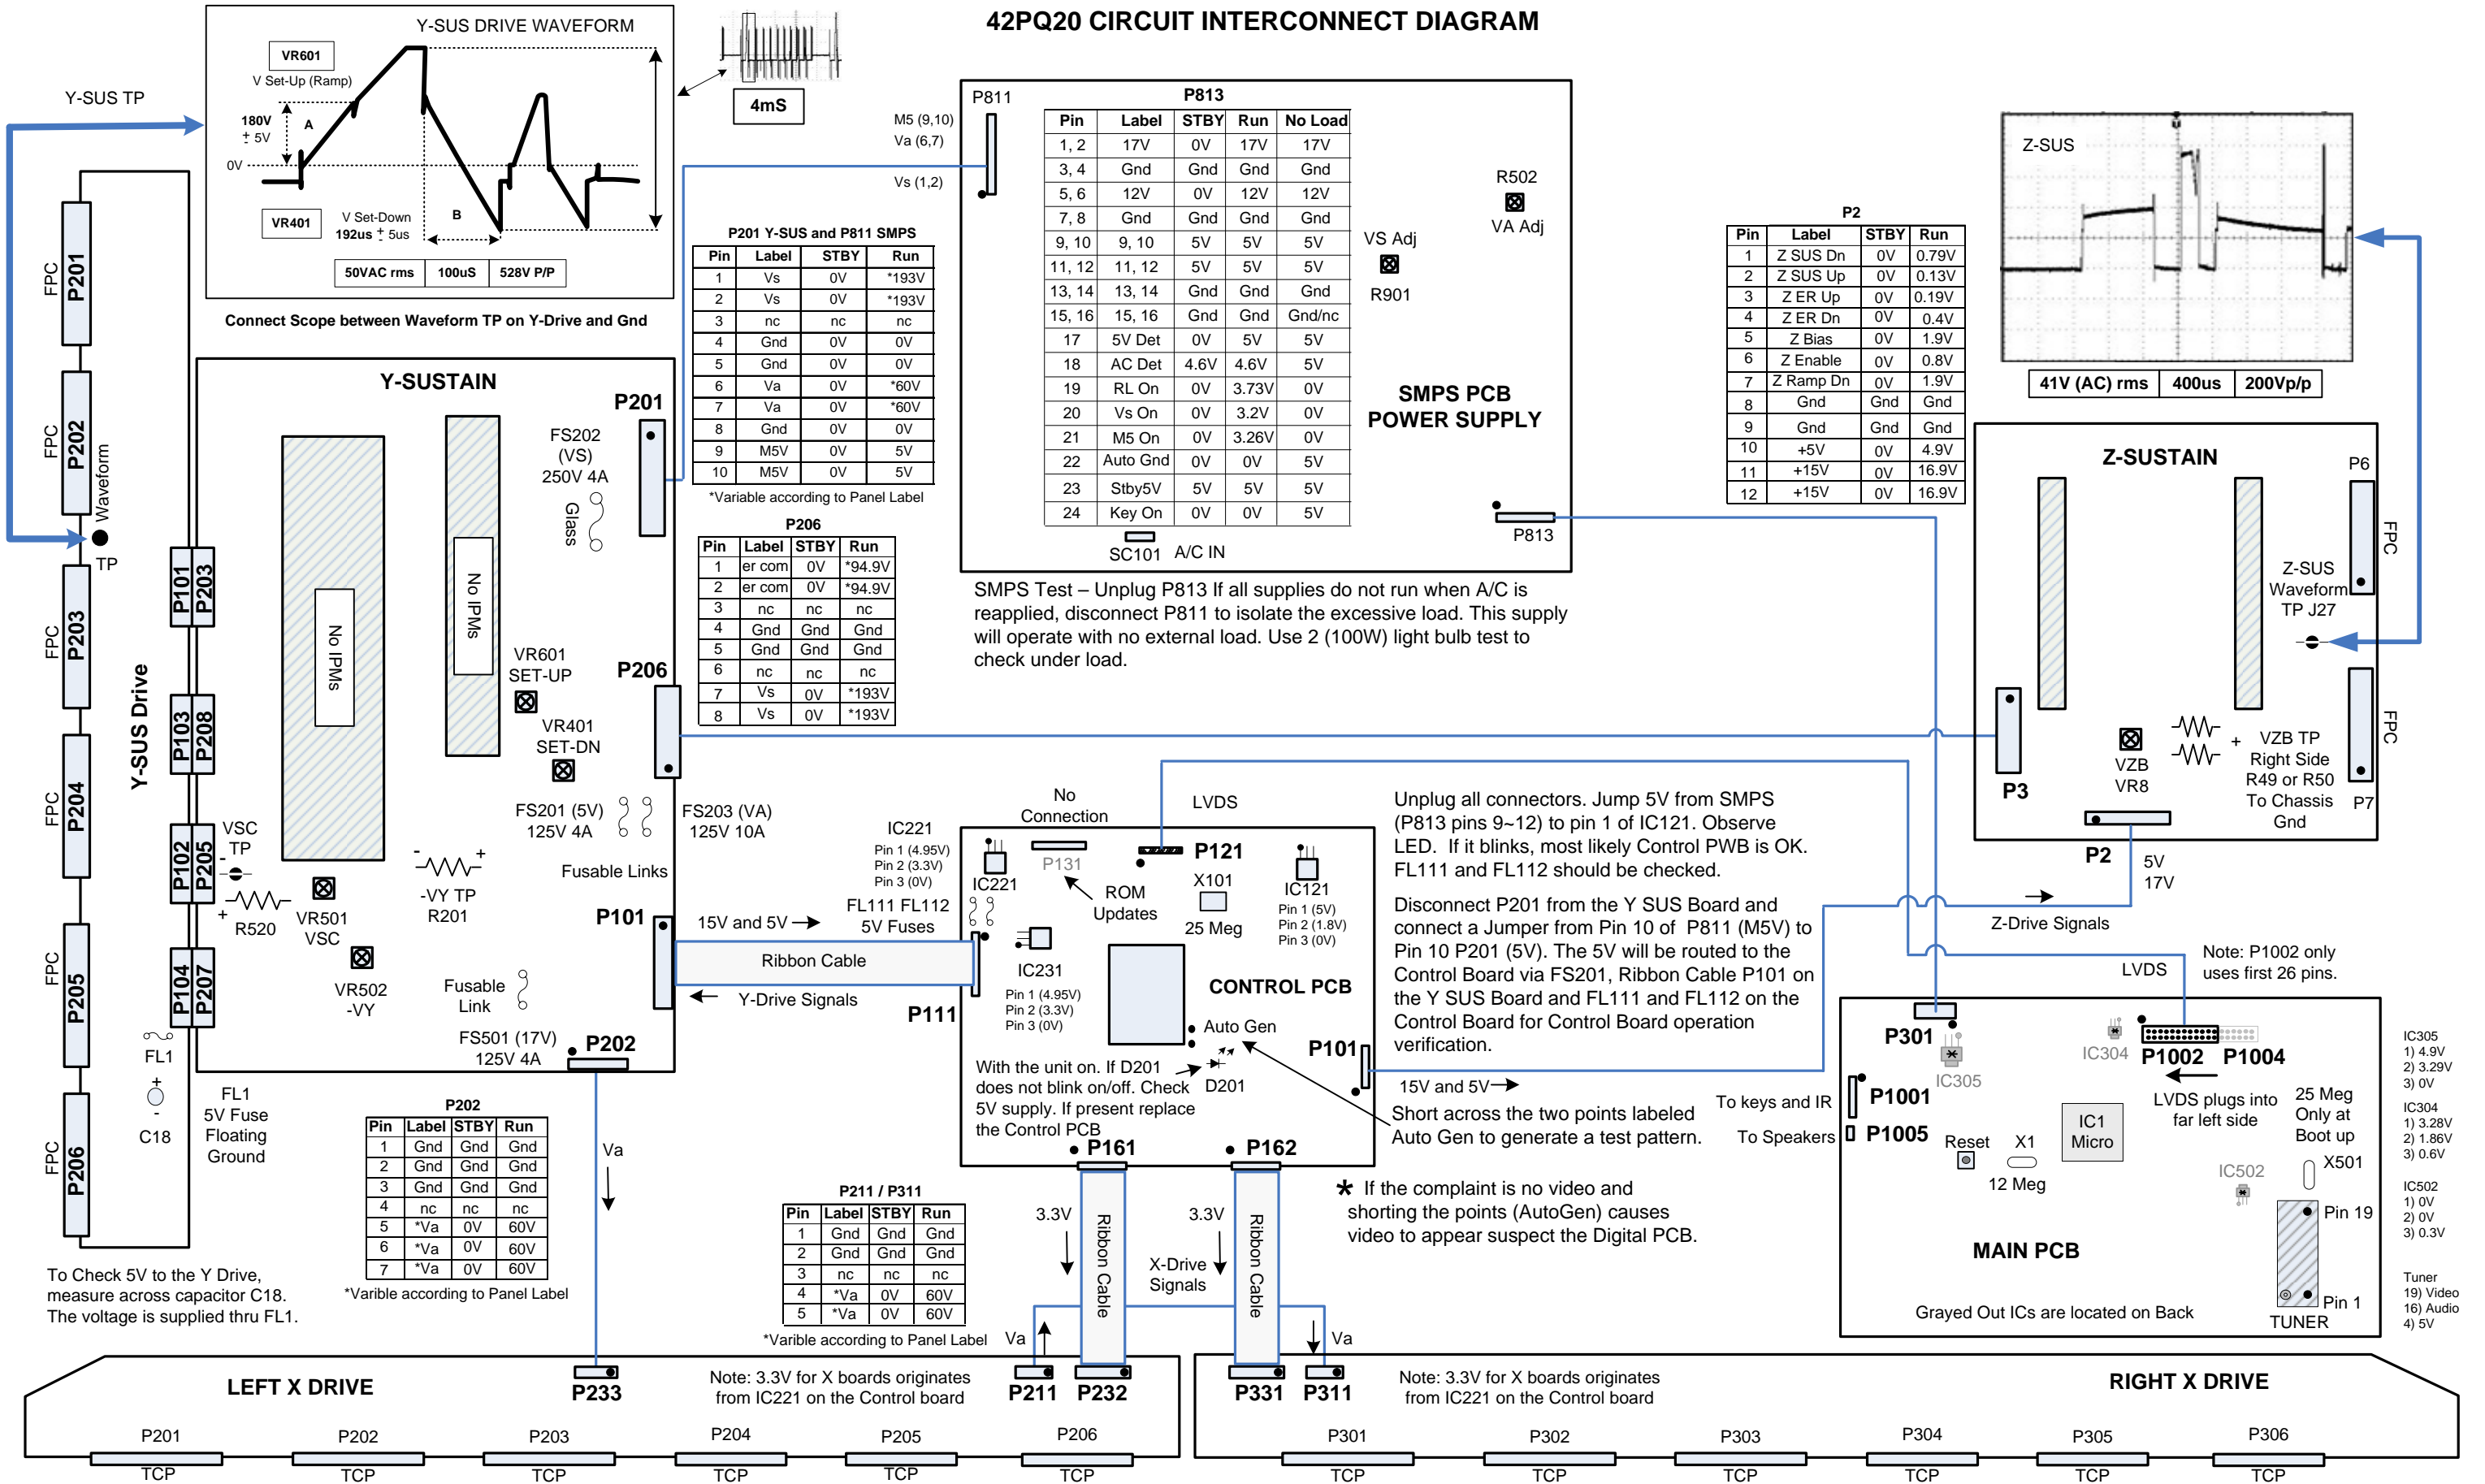 42PQ20 CIRCUIT INTERCONNECT DIAGRAM
Y-SUS DRIVE WAVEFORM
VR601
V Set-Up (Ramp)
180V
± 5V
A
0V
VR401
V Set-Down
192us ± 5us
B
50VAC rms 100uS 528V P/P
Connect Scope between Waveform TP on Y-Drive and Gnd
4mS
Y-SUS TP
FPC P201
FPC P202
Waveform
TP
FPC P203
FPC P204
FPC P205
FPC P206
Y-SUS Drive
P101 P203
P103 P208
P102 P205
P104 P207
FL1
+
-
C18
FL1
5V Fuse
Floating
Ground
To Check 5V to the Y Drive,
measure across capacitor C18.
The voltage is supplied thru FL1.
Y-SUSTAIN
No IPMs
No IPMs
P201
FS202
(VS)
250V 4A
Glass
VR601
SET-UP
P206
VR401
SET-DN
FS201 (5V)
125V 4A
FS203 (VA)
125V 10A
Fusable Links
VSC
TP
-
+
R520
VR501
VSC
- +
-VY TP
R201
VR502
-VY
Fusable
Link
FS501 (17V)
125V 4A
P101
P202
M5 (9,10)
Va (6,7)
Vs (1,2)
P201 Y-SUS and P811 SMPS
Pin Label STBY Run
1 Vs 0V *193V
2 Vs 0V *193V
3 nc nc nc
4 Gnd 0V 0V
5 Gnd 0V 0V
6 Va 0V *60V
7 Va 0V *60V
8 Gnd 0V 0V
9 M5V 0V 5V
10 M5V 0V 5V
*Variable according to Panel Label
P206
Pin Label STBY Run
1 er com 0V *94.9V
2 er com 0V *94.9V
3 nc nc nc
4 Gnd Gnd Gnd
5 Gnd Gnd Gnd
6 nc nc nc
7 Vs 0V *193V
8 Vs 0V *193V
P811
P813
Pin Label STBY Run No Load
1, 2 17V 0V 17V 17V
3, 4 Gnd Gnd Gnd Gnd
5, 6 12V 0V 12V 12V
7, 8 Gnd Gnd Gnd Gnd
9, 10 9, 10 5V 5V 5V
11, 12 11, 12 5V 5V 5V
13, 14 13, 14 Gnd Gnd Gnd
15, 16 15, 16 Gnd Gnd Gnd/nc
17 5V Det 0V 5V 5V
18 AC Det 4.6V 4.6V 5V
19 RL On 0V 3.73V 0V
20 Vs On 0V 3.2V 0V
21 M5 On 0V 3.26V 0V
22 Auto Gnd 0V 0V 5V
23 Stby5V 5V 5V 5V
24 Key On 0V 0V 5V
SC101 A/C IN
VS Adj
R901
R502
VA Adj
SMPS PCB
POWER SUPPLY
P813
SMPS Test – Unplug P813 If all supplies do not run when A/C is
reapplied, disconnect P811 to isolate the excessive load. This supply
will operate with no external load. Use 2 (100W) light bulb test to
check under load.
P2
Pin Label STBY Run
1 Z SUS Dn 0V 0.79V
2 Z SUS Up 0V 0.13V
3 Z ER Up 0V 0.19V
4 Z ER Dn 0V 0.4V
5 Z Bias 0V 1.9V
6 Z Enable 0V 0.8V
7 Z Ramp Dn 0V 1.9V
8 Gnd Gnd Gnd
9 Gnd Gnd Gnd
10 +5V 0V 4.9V
11 +15V 0V 16.9V
12 +15V 0V 16.9V
Z-SUS
41V (AC) rms 400us 200Vp/p
Z-SUSTAIN
P6
FPC
Z-SUS
Waveform
TP J27
FPC
P7
VZB
VR8
+
VZB TP
Right Side
R49 or R50
To Chassis
Gnd
P3
P2
5V
17V
Z-Drive Signals
15V and 5V
Ribbon Cable
Y-Drive Signals
P111
IC221
Pin 1 (4.95V)
Pin 2 (3.3V)
Pin 3 (0V)
FL111 FL112
5V Fuses
No
Connection
P131
LVDS
P121
IC221
ROM
Updates
X101
25 Meg
IC121
Pin 1 (5V)
Pin 2 (1.8V)
Pin 3 (0V)
IC231
Pin 1 (4.95V)
Pin 2 (3.3V)
Pin 3 (0V)
CONTROL PCB
Auto Gen
D201
With the unit on. If D201
does not blink on/off. Check
5V supply. If present replace
the Control PCB
P101
P161
P162
Unplug all connectors. Jump 5V from SMPS
(P813 pins 9~12) to pin 1 of IC121. Observe
LED. If it blinks, most likely Control PWB is OK.
FL111 and FL112 should be checked.
Disconnect P201 from the Y SUS Board and
connect a Jumper from Pin 10 of P811 (M5V) to
Pin 10 P201 (5V). The 5V will be routed to the
Control Board via FS201, Ribbon Cable P101 on
the Y SUS Board and FL111 and FL112 on the
Control Board for Control Board operation
verification.
15V and 5V
Short across the two points labeled
Auto Gen to generate a test pattern.
* If the complaint is no video and
shorting the points (AutoGen) causes
video to appear suspect the Digital PCB.
LVDS
Note: P1002 only
uses first 26 pins.
P301
IC305
IC304
P1002 P1004
LVDS plugs into
far left side
To keys and IR
P1001
To Speakers
P1005
Reset
X1
12 Meg
IC1
Micro
25 Meg
Only at
Boot up
X501
IC502
Pin 19
Pin 1
TUNER
MAIN PCB
Grayed Out ICs are located on Back
IC305
1) 4.9V
2) 3.29V
3) 0V
IC304
1) 3.28V
2) 1.86V
3) 0.6V
IC502
1) 0V
2) 0V
3) 0.3V
Tuner
19) Video
16) Audio
4) 5V
P202
Pin Label STBY Run
1 Gnd Gnd Gnd
2 Gnd Gnd Gnd
3 Gnd Gnd Gnd
4 nc nc nc
5 *Va 0V 60V
6 *Va 0V 60V
7 *Va 0V 60V
*Varible according to Panel Label
Va
P211 / P311
Pin Label STBY Run
1 Gnd Gnd Gnd
2 Gnd Gnd Gnd
3 nc nc nc
4 *Va 0V 60V
5 *Va 0V 60V
*Varible according to Panel Label
3.3V
Ribbon Cable
3.3V
X-Drive
Signals
Ribbon Cable
Va
Va
LEFT X DRIVE
P233
Note: 3.3V for X boards originates
from IC221 on the Control board
P211 P232
P331 P311
Note: 3.3V for X boards originates
from IC221 on the Control board
RIGHT X DRIVE
P201 P202 P203 P204 P205 P206
TCP TCP TCP TCP TCP TCP
P301 P302 P303 P304 P305 P306
TCP TCP TCP TCP TCP TCP